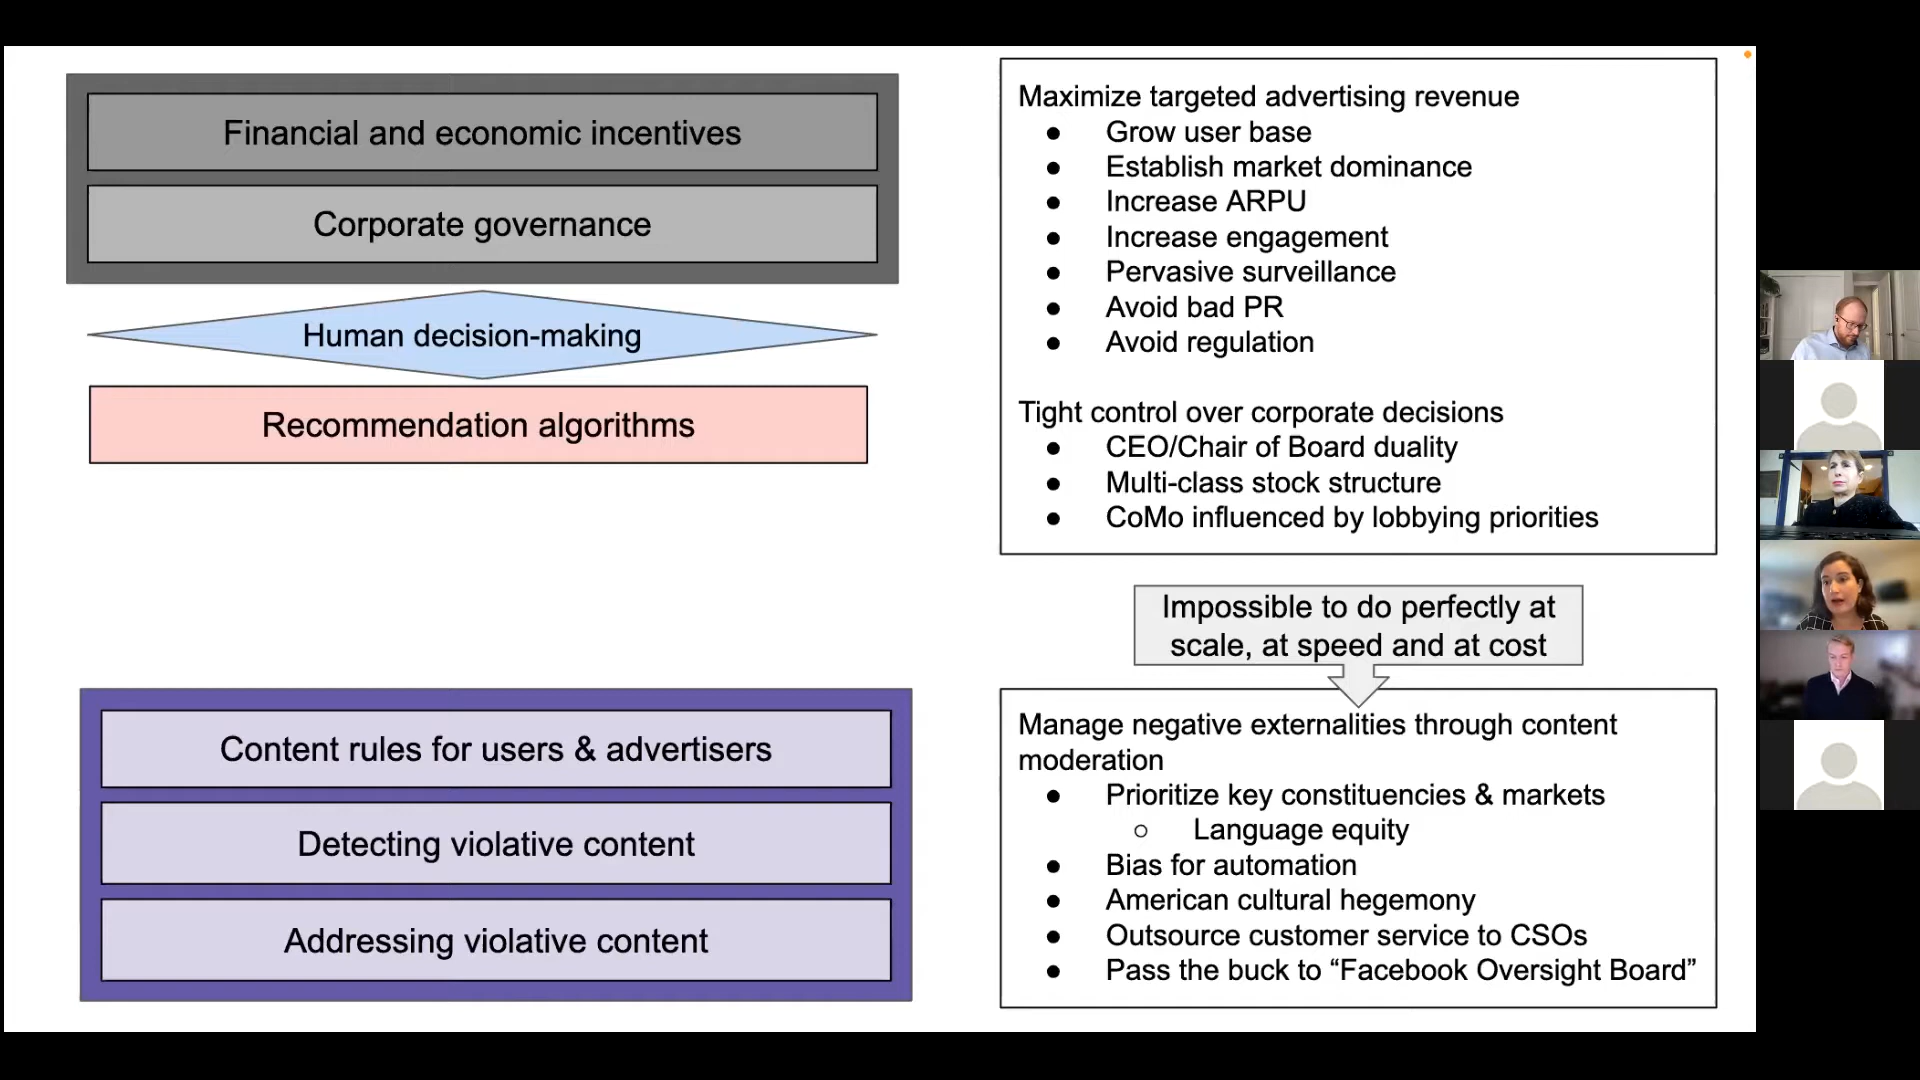 Financial and economic incentives
Corporate governance
Human decision-making
Recommendation algorithms
Content rules for users & advertisers
Detecting violative content
Addressing violative content
Maximize targeted advertising revenue
● Grow user base
● Establish market dominance
● Increase ARPU
● Increase engagement
● Pervasive surveillance
● Avoid bad PR
● Avoid regulation
Tight control over corporate decisions
● CEO/Chair of Board duality
● Multi-class stock structure
● CoMo influenced by lobbying priorities
Impossible to do perfectly at
scale, at speed and at cost
Manage negative externalities through content
moderation
● Prioritize key constituencies & markets
○ Language equity
● Bias for automation
● American cultural hegemony
● Outsource customer service to CSOs
● Pass the buck to “Facebook Oversight Board”